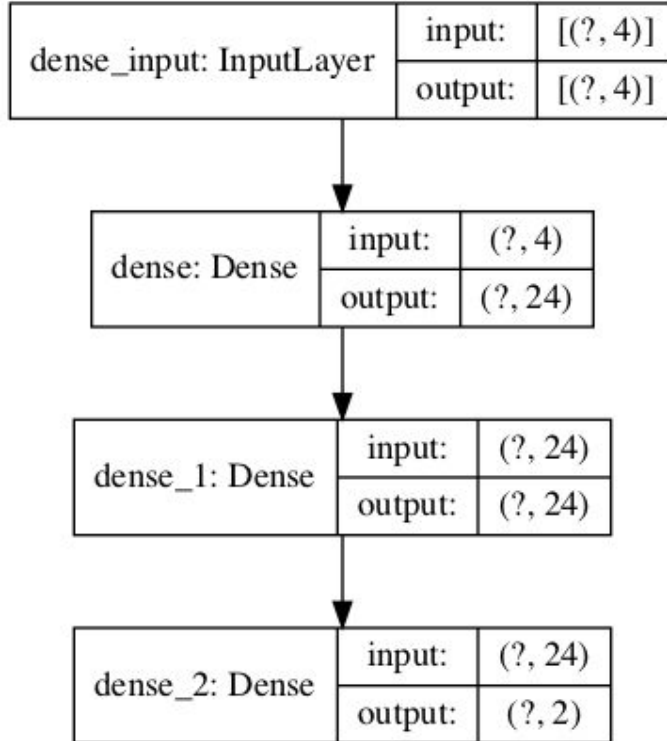 dense_input: InputLayer
input: [(?, 4)]
output: [(?, 4)]
dense: Dense
input: (?, 4)
output: (?, 24)
dense_1: Dense
input: (?, 24)
output: (?, 24)
dense_2: Dense
input: (?, 24)
output: (?, 2)